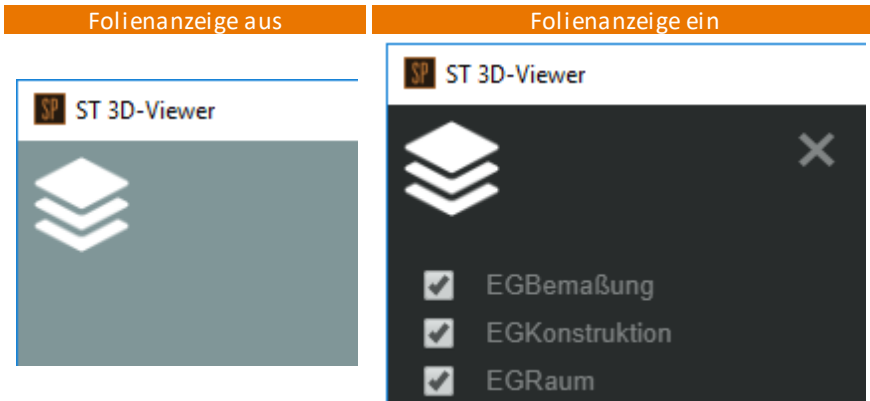 Folienanzeige aus
Folienanzeige ein
SP ST 3D-Viewer
SP ST 3D-Viewer
EGBemaßung
EGKonstruktion
EGRaum